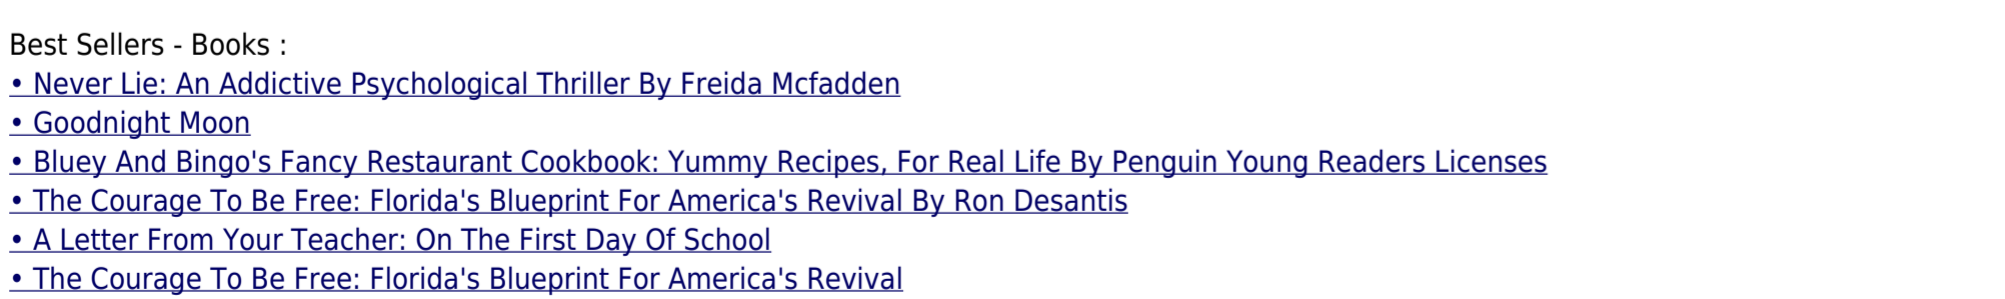 Best Sellers - Books :
• Never Lie: An Addictive Psychological Thriller By Freida Mcfadden
• Goodnight Moon
• Bluey And Bingo's Fancy Restaurant Cookbook: Yummy Recipes, For Real Life By Penguin Young Readers Licenses
• The Courage To Be Free: Florida's Blueprint For America's Revival By Ron Desantis
• A Letter From Your Teacher: On The First Day Of School
• The Courage To Be Free: Florida's Blueprint For America's Revival